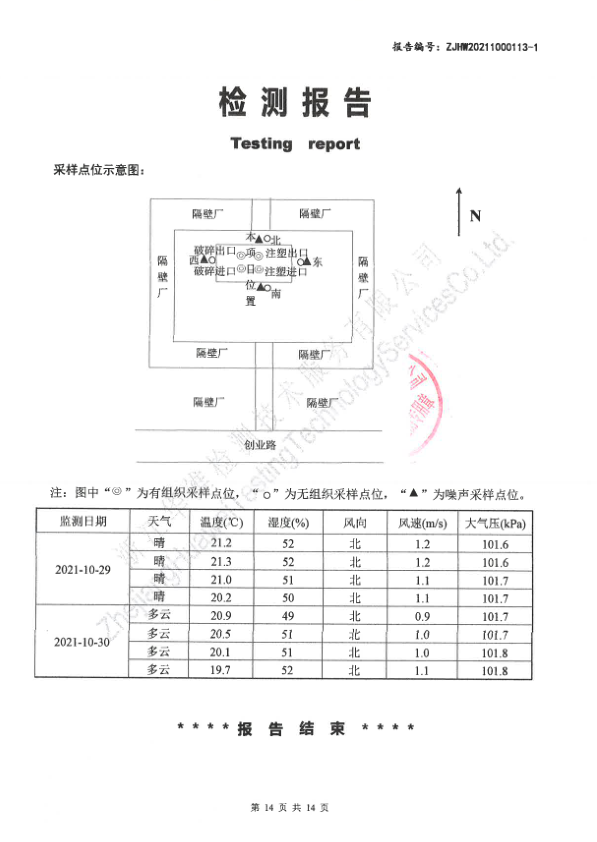 报告编号：ZJHW20211000113-1
检 测 报 告
Testing report
采样点位示意图：
N
隔壁厂 隔壁厂
本▲○北
破碎出口 项 注塑出口
西▲○ ◎◎ ○▲东
破碎进口◎目◎注塑进口
位▲○南
置
隔壁厂
隔壁厂
隔壁厂 隔壁厂
隔壁厂 隔壁厂
创业路
注：图中“◎”为有组织采样点位，“○”为无组织采样点位，“▲”为噪声采样点位。
监测日期 天气 温度(℃) 湿度(%) 风向 风速(m/s) 大气压(kPa)
2021-10-29
晴 21.2 52 北 1.2 101.6
晴 21.3 52 北 1.2 101.6
晴 21.0 51 北 1.1 101.7
晴 20.2 50 北 1.1 101.7
2021-10-30
多云 20.9 49 北 0.9 101.7
多云 20.5 51 北 1.0 101.7
多云 20.1 51 北 1.0 101.8
多云 19.7 52 北 1.1 101.8
＊＊＊＊报 告 结 束 ＊＊＊＊
第 14 页 共 14 页